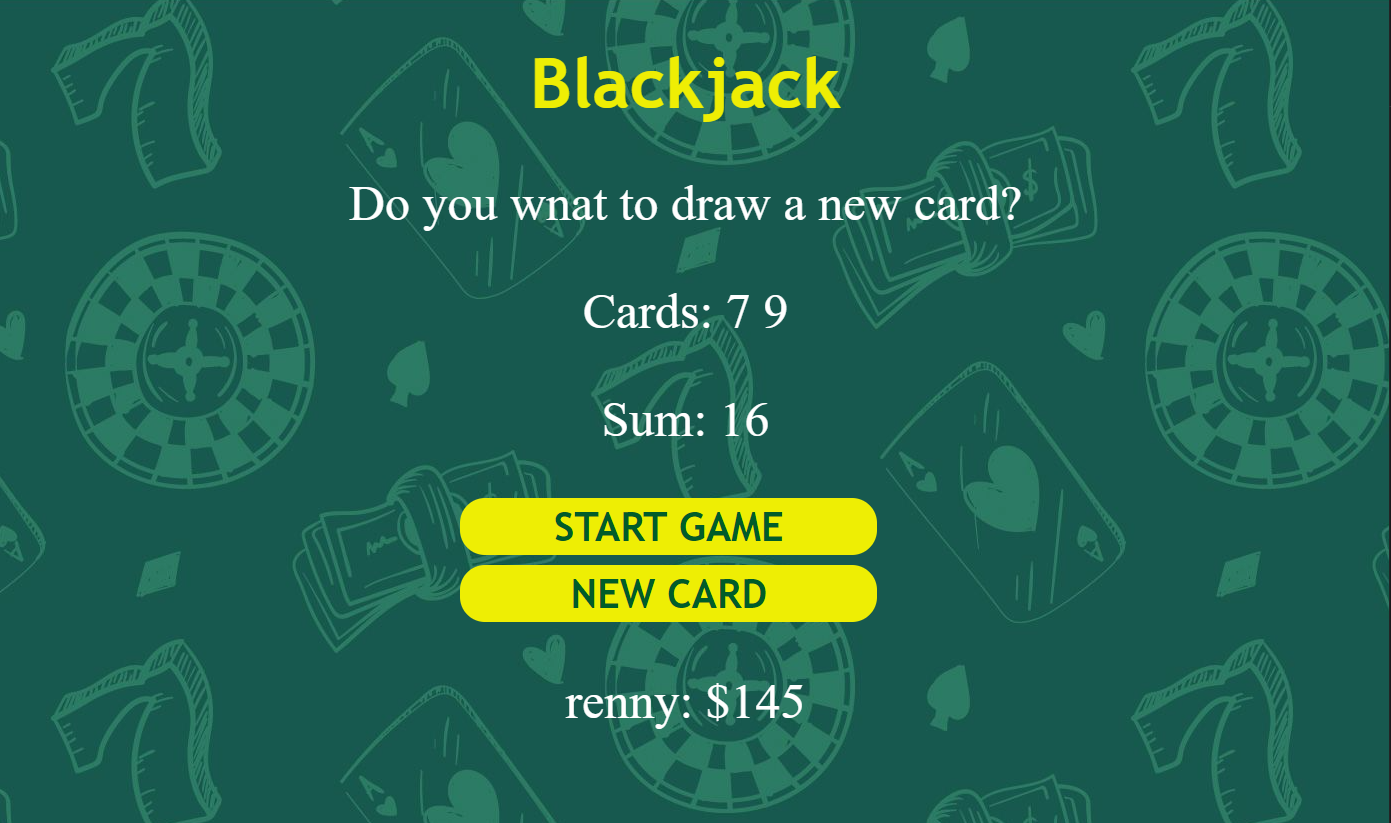 Blackjack
Do you wnat to draw a new card?
Cards: 7 9
Sum: 16
START GAME
NEW CARD
renny: $145